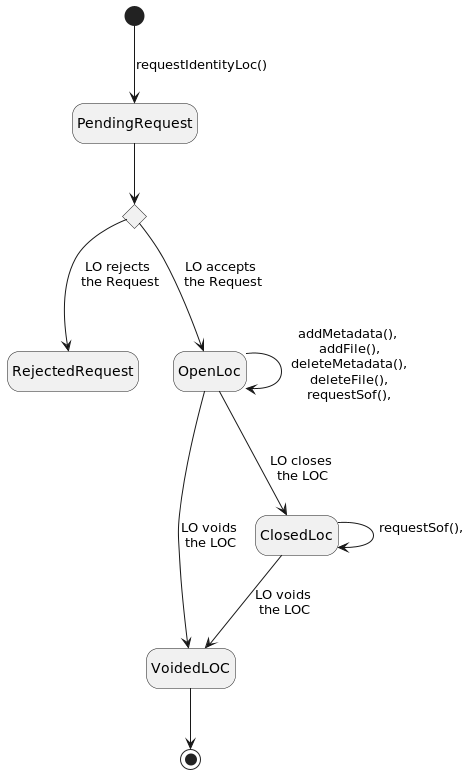 requestIdentityLoc()
PendingRequest
LO rejects
the Request
LO accepts
the Request
RejectedRequest
OpenLoc
addMetadata(),
addFile(),
deleteMetadata(),
deleteFile(),
requestSof(),
LO closes
the LOC
LO voids
the LOC
ClosedLoc
requestSof(),
LO voids
the LOC
VoidedLOC